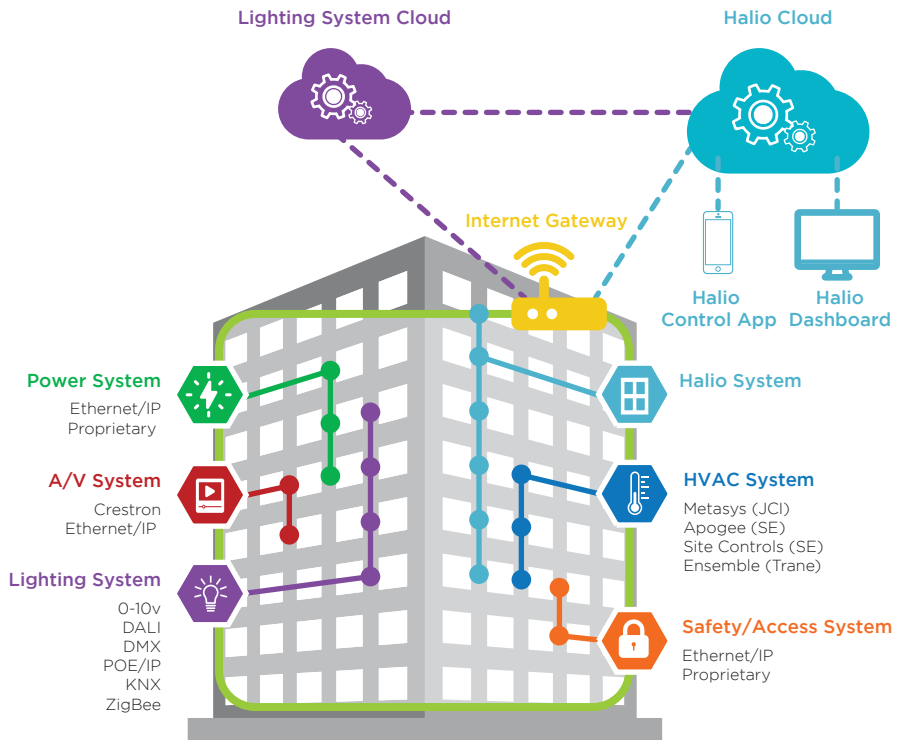 Lighting System Cloud
Halio Cloud
Internet Gateway
Halio
Control App
Halio
Dashboard
Power System
Ethernet/IP
Proprietary
Halio System
A/V System
Crestron
Ethernet/IP
HVAC System
Metasys (JCI)
Apogee (SE)
Site Controls (SE)
Ensemble (Trane)
Lighting System
0-10v
DALI
DMX
POE/IP
KNX
ZigBee
Safety/Access System
Ethernet/IP
Proprietary